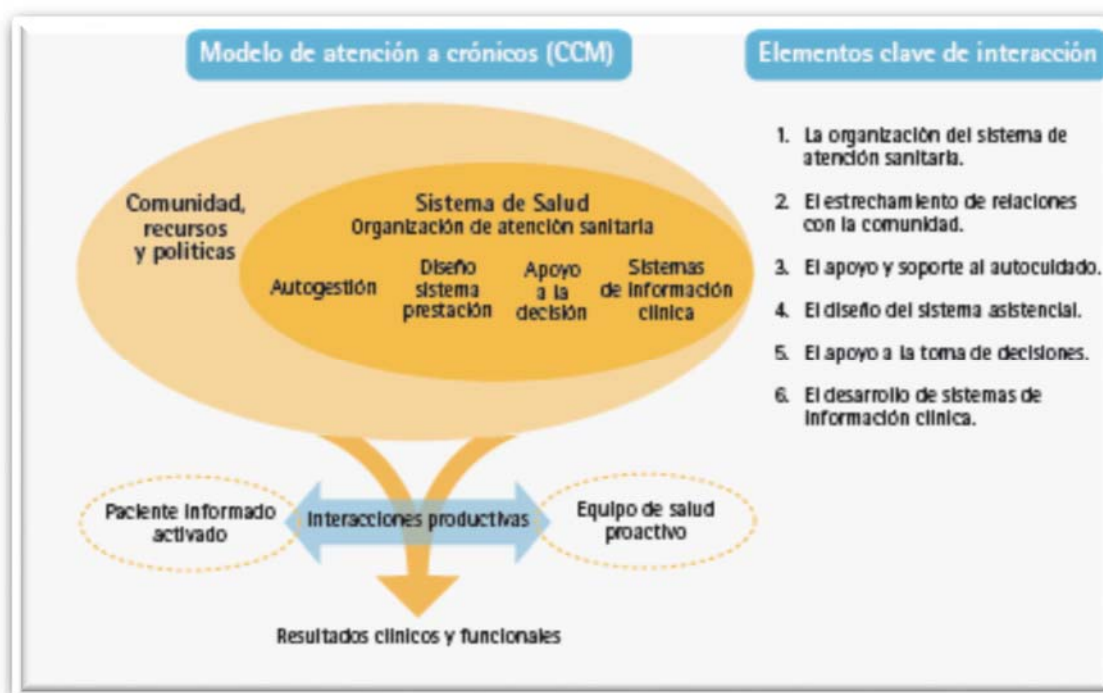 Modelo de atención a crónicos (CCM)
Comunidad,
recursos
y políticas
Sistema de Salud
Organización de atención sanitaria
Autogestión
Diseño
sistema
prestación
Apoyo
a la
decisión
Sistemas
de información
clínica
Paciente informado
activado
Interacciones productivas
Equipo de salud
proactivo
Resultados clínicos y funcionales
Elementos clave de interacción
1. La organización del sistema de
atención sanitaria.
2. El estrechamiento de relaciones
con la comunidad.
3. El apoyo y soporte al autocuidado.
4. El diseño del sistema asistencial.
5. El apoyo a la toma de decisiones.
6. El desarrollo de sistemas de
información clínica.